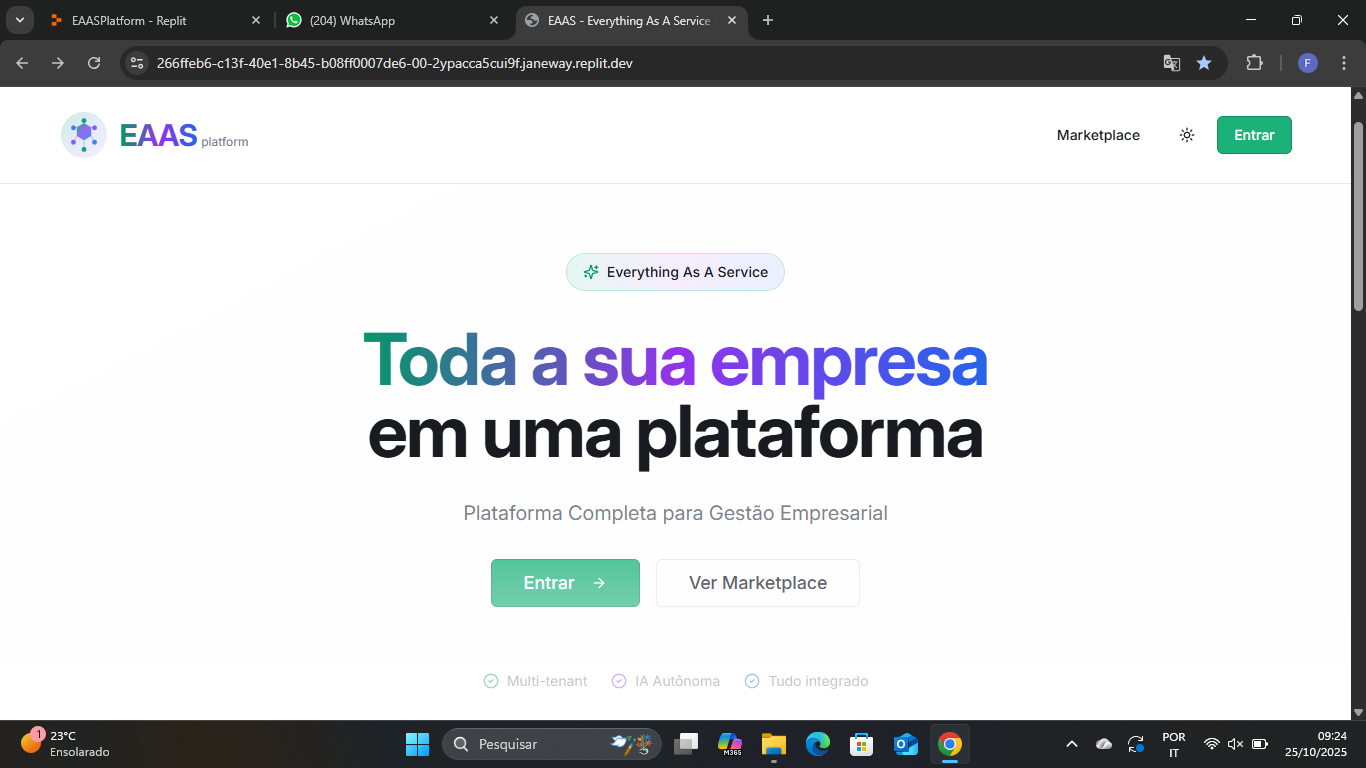 EAASPlatform - Replit
(204) WhatsApp
EAAS - Everything As A Service
266ffeb6-c13f-40e1-8b45-b08ff0007de6-00-2ypacca5cui9f.janeway.replit.dev
F
EAAS platform
Marketplace
Entrar
Everything As A Service
Toda a sua empresa
em uma plataforma
Plataforma Completa para Gestão Empresarial
Entrar
Ver Marketplace
Multi-tenant
IA Autônoma
Tudo integrado
1
23°C
Ensolarado
Pesquisar
M365
POR
IT
09:24
25/10/2025